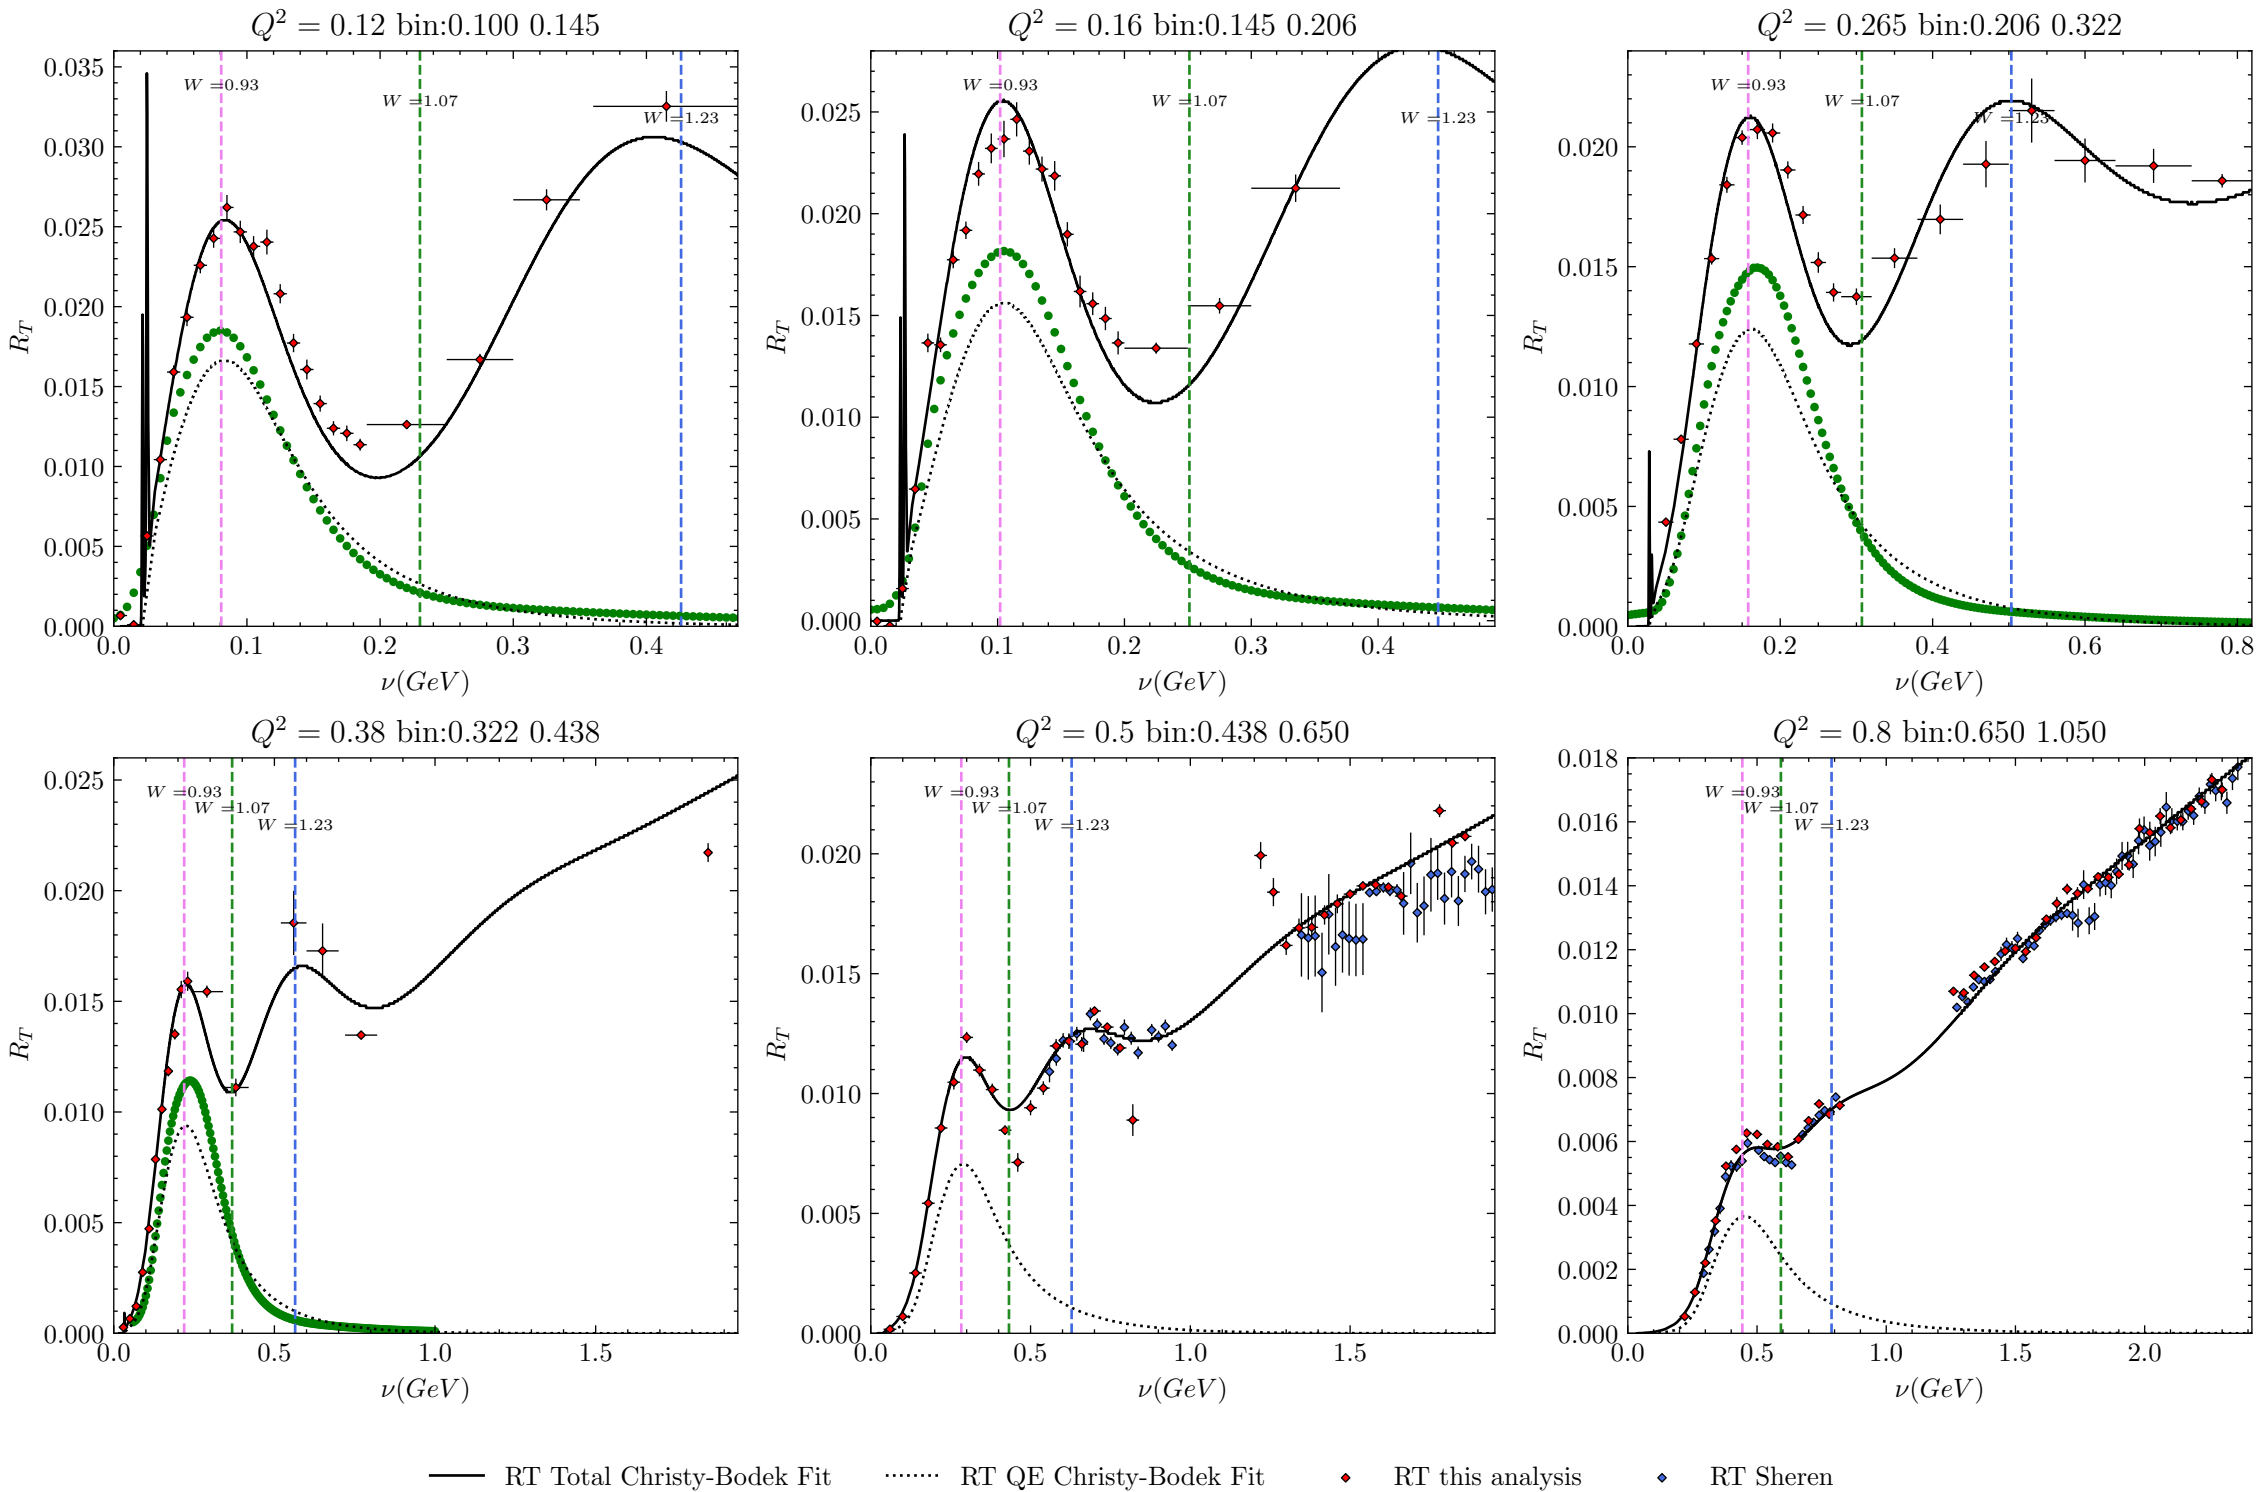 Q² = 0.12 bin:0.100 0.145
Q² = 0.16 bin:0.145 0.206
Q² = 0.265 bin:0.206 0.322
R_T
0.035
0.030
0.025
0.020
0.015
0.010
0.005
0.000
W =0.93
W =1.07
W =1.23
0.0 0.1 0.2 0.3 0.4
ν(GeV)
R_T
0.025
0.020
0.015
0.010
0.005
0.000
W =0.93
W =1.07
W =1.23
0.0 0.1 0.2 0.3 0.4
ν(GeV)
R_T
0.020
0.015
0.010
0.005
0.000
W =0.93
W =1.07
W =1.23
0.0 0.2 0.4 0.6 0.8
ν(GeV)
Q² = 0.38 bin:0.322 0.438
Q² = 0.5 bin:0.438 0.650
Q² = 0.8 bin:0.650 1.050
R_T
0.025
0.020
0.015
0.010
0.005
0.000
W =0.93
W =1.07
W =1.23
0.0 0.5 1.0 1.5
ν(GeV)
R_T
0.020
0.015
0.010
0.005
0.000
W =0.93
W =1.07
W =1.23
0.0 0.5 1.0 1.5
ν(GeV)
R_T
0.018
0.016
0.014
0.012
0.010
0.008
0.006
0.004
0.002
0.000
W =0.93
W =1.07
W =1.23
0.0 0.5 1.0 1.5 2.0
ν(GeV)
RT Total Christy-Bodek Fit
RT QE Christy-Bodek Fit
RT this analysis
RT Sheren